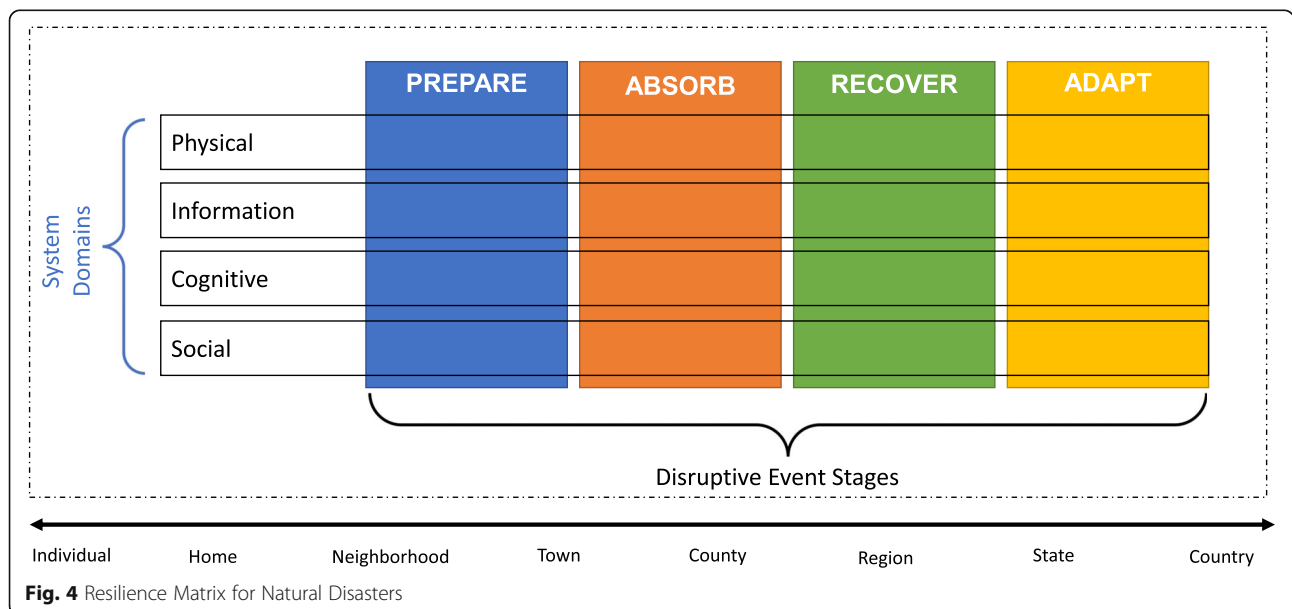 PREPARE ABSORB RECOVER ADAPT
Physical
Information
Cognitive
Social
System
Domains
Disruptive Event Stages
Individual Home Neighborhood Town County Region State Country
Fig. 4 Resilience Matrix for Natural Disasters